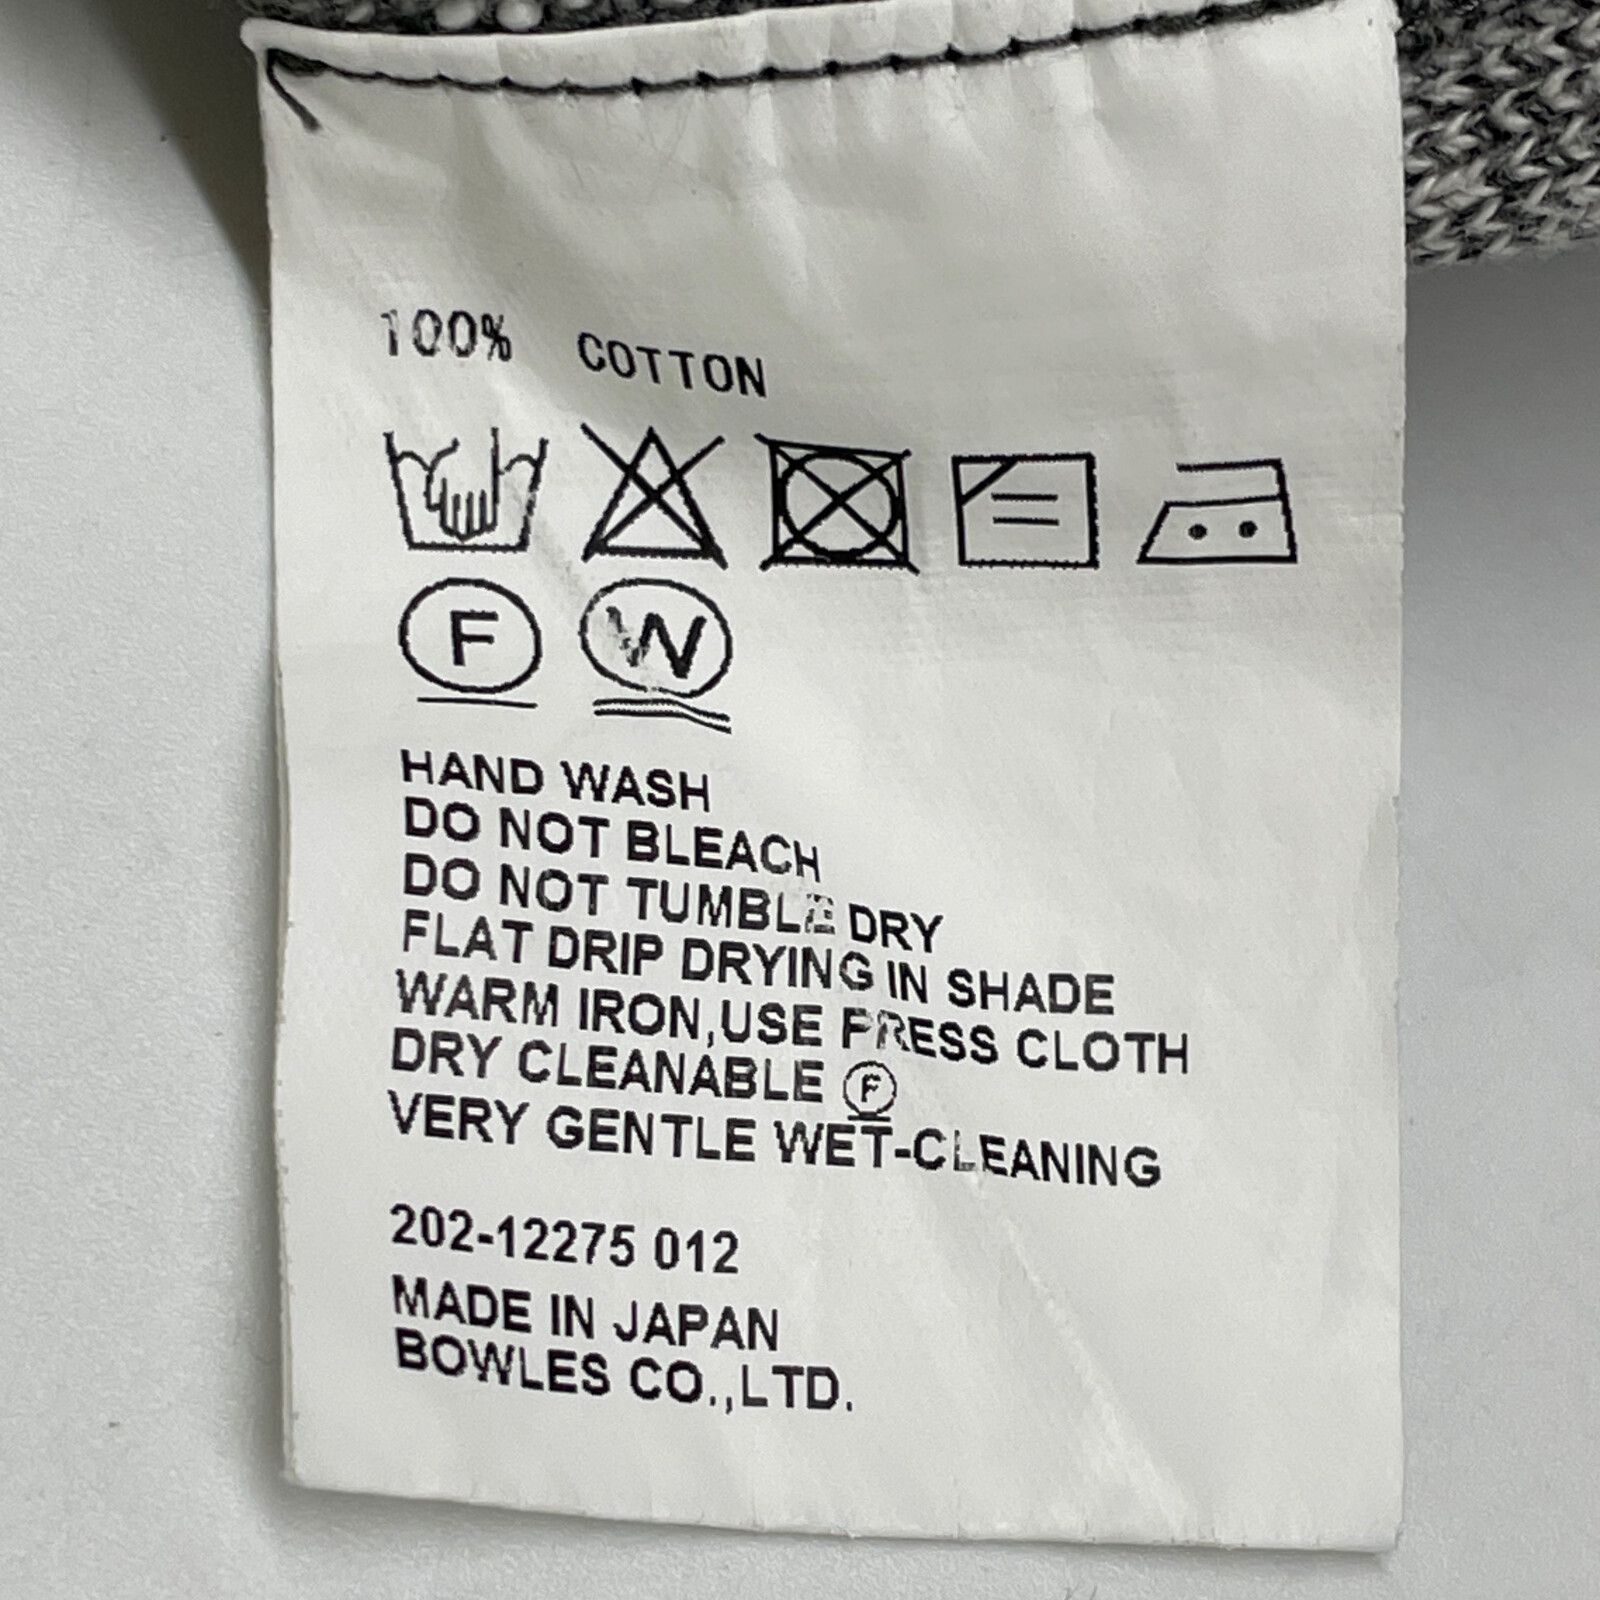 100% COTTON
F W
HAND WASH
DO NOT BLEACH
DO NOT TUMBLE DRY
FLAT DRIP DRYING IN SHADE
WARM IRON,USE PRESS CLOTH
DRY CLEANABLE Ⓕ
VERY GENTLE WET-CLEANING
202-12275 012
MADE IN JAPAN
BOWLES CO.,LTD.